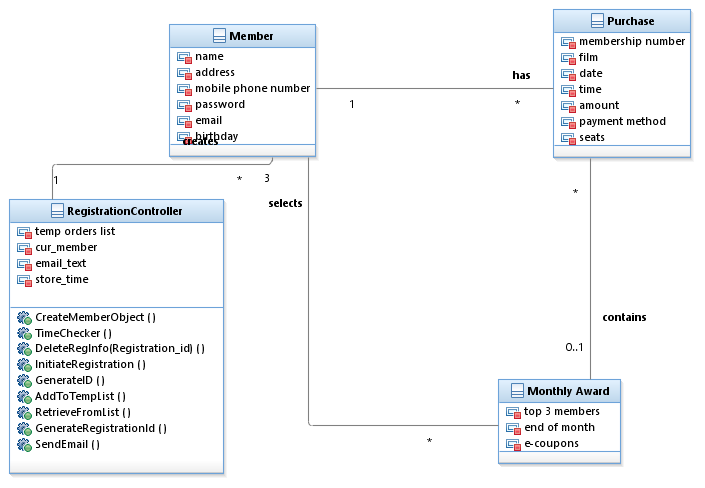 Member
name
address
mobile phone number
password
email
birthday
creates
Purchase
membership number
film
date
time
amount
payment method
seats
has
1
*
1
*
3
selects
*
contains
0..1
*
RegistrationController
temp orders list
cur_member
email_text
store_time
CreateMemberObject ( )
TimeChecker ( )
DeleteRegInfo(Registration_id) ( )
InitiateRegistration ( )
GenerateID ( )
AddToTempList ( )
RetrieveFromList ( )
GenerateRegistrationId ( )
SendEmail ( )
Monthly Award
top 3 members
end of month
e-coupons